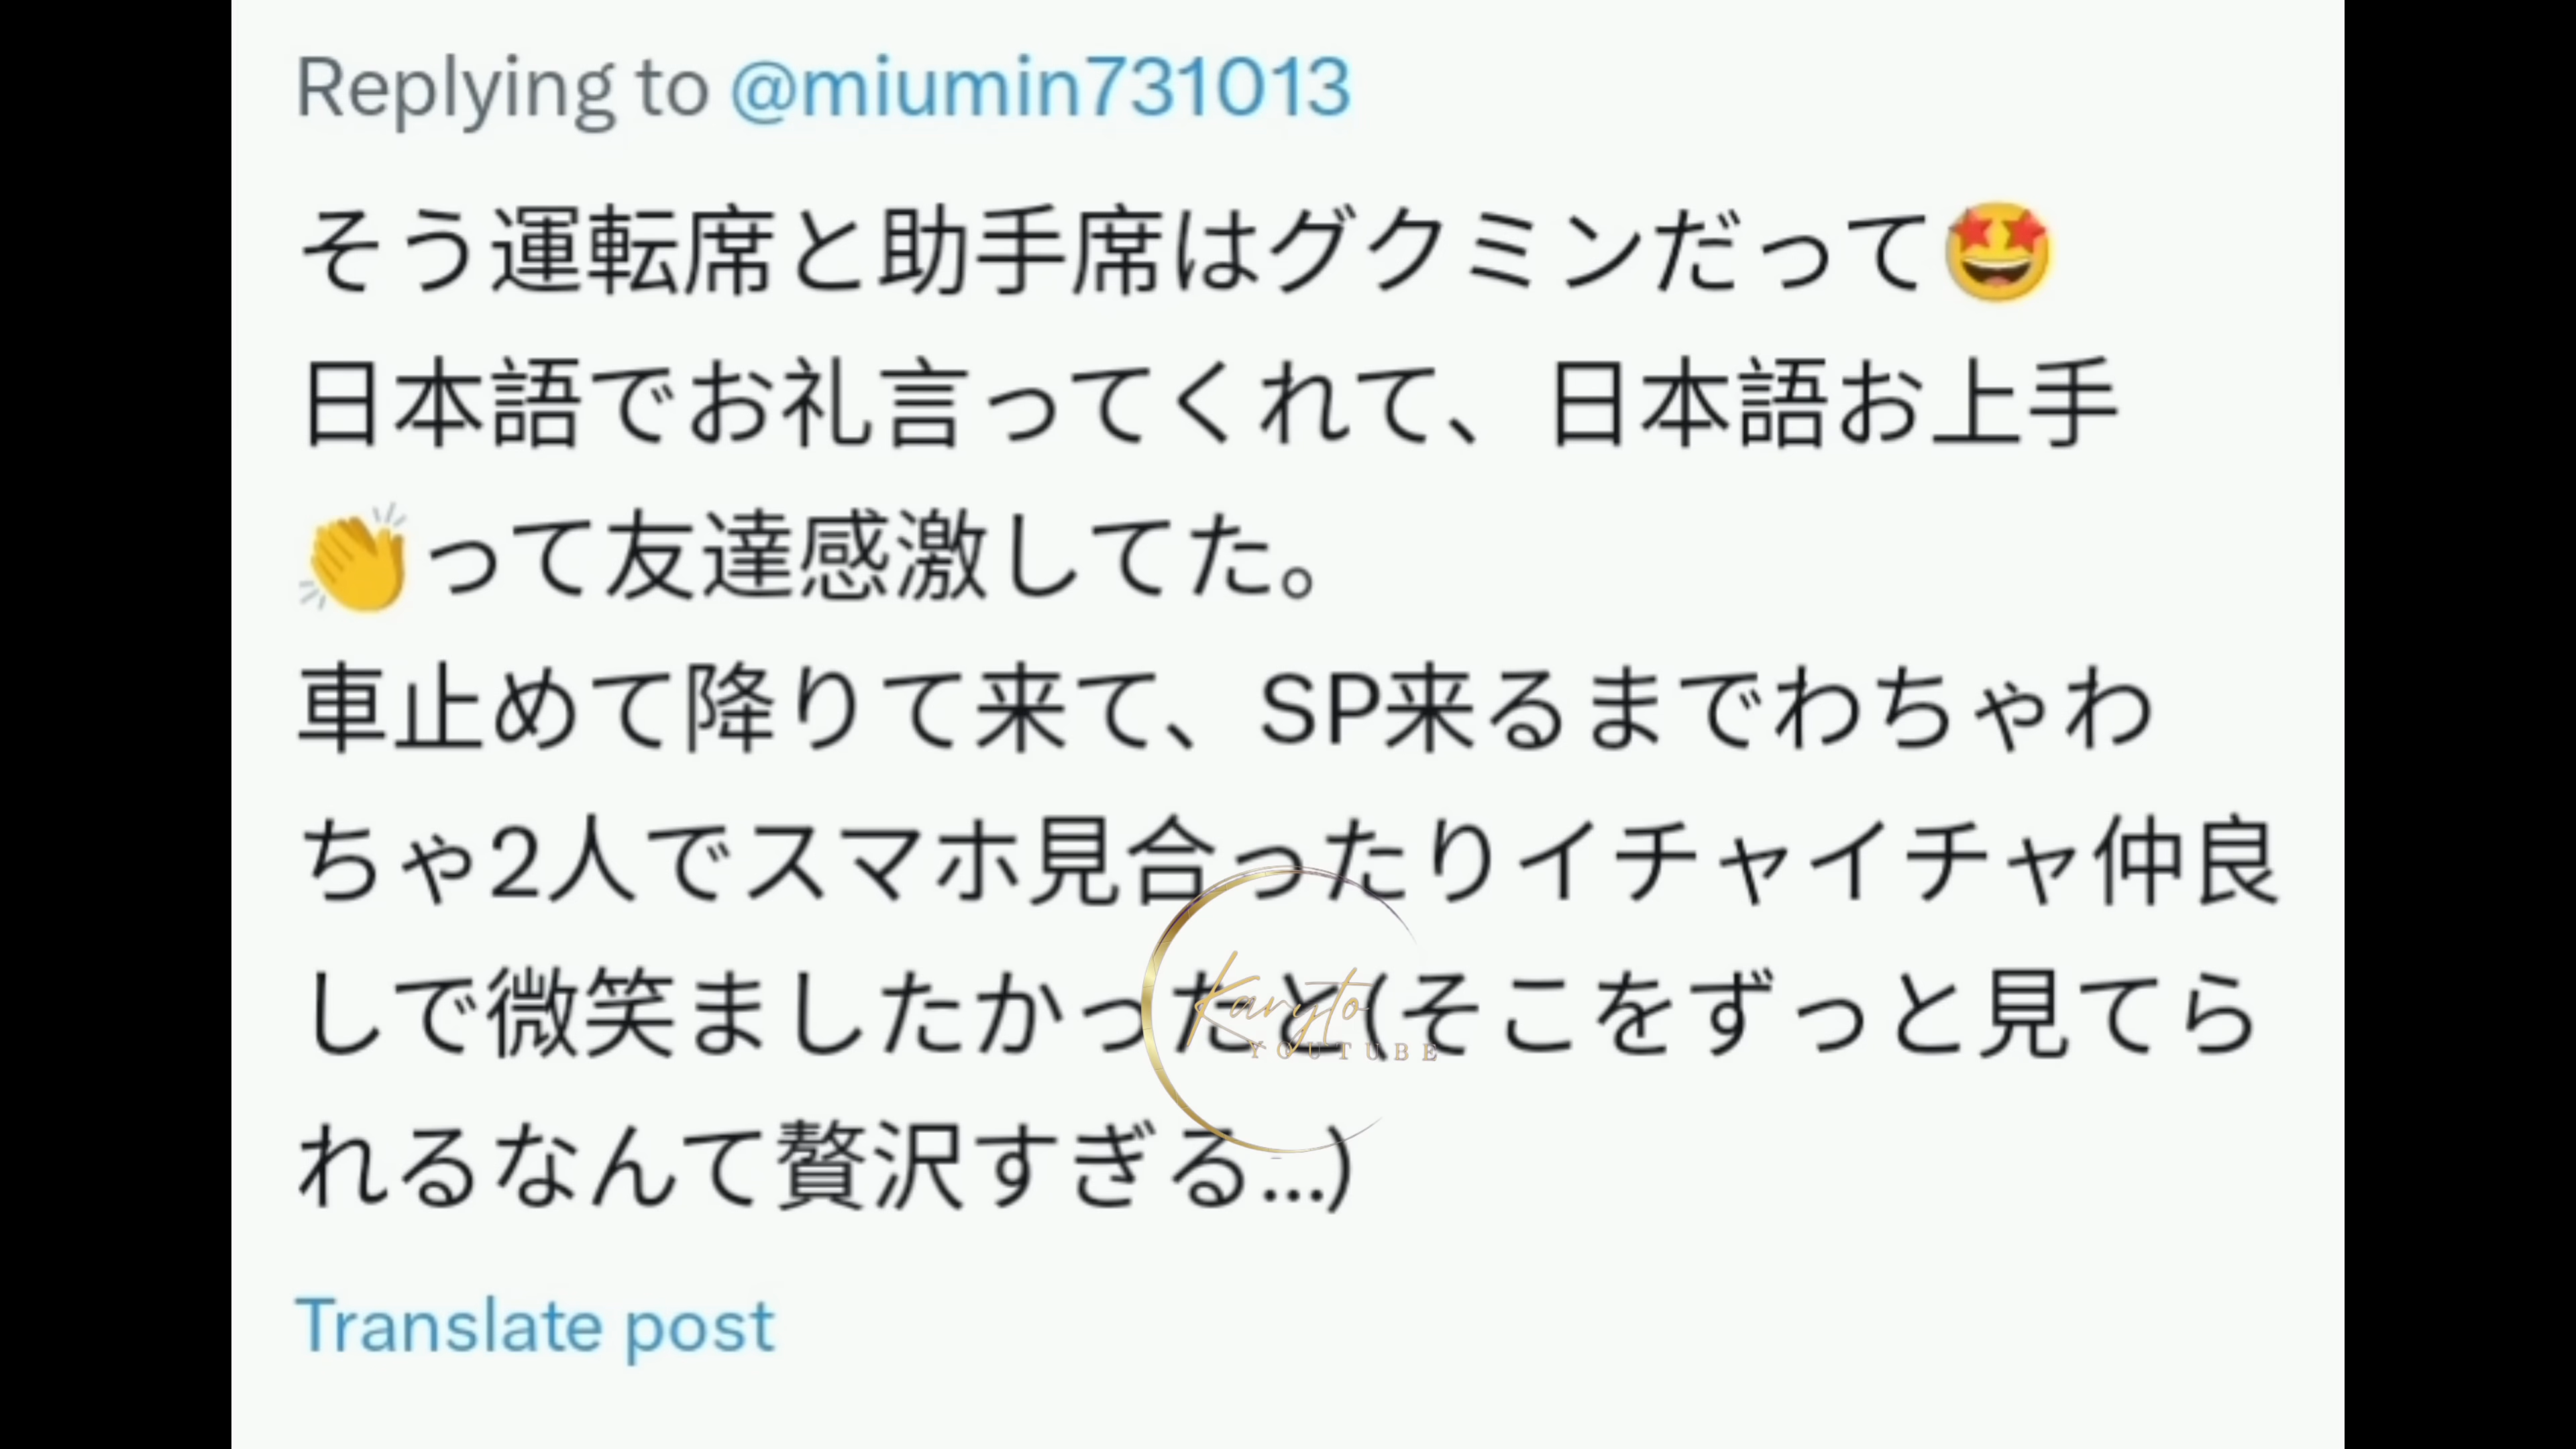 Replying to @miumin731013
そう運転席と助手席はグクミンだって🤩
日本語でお礼言ってくれて、日本語お上手
👏って友達感激してた。
車止めて降りて来て、SP来るまでわちゃわ
ちゃ2人でスマホ見合ったりイチャイチャ仲良
しで微笑ましたかったと(そこをずっと見てら
れるなんて贅沢すぎる...)
Karyto
YOUTUBE
Translate post